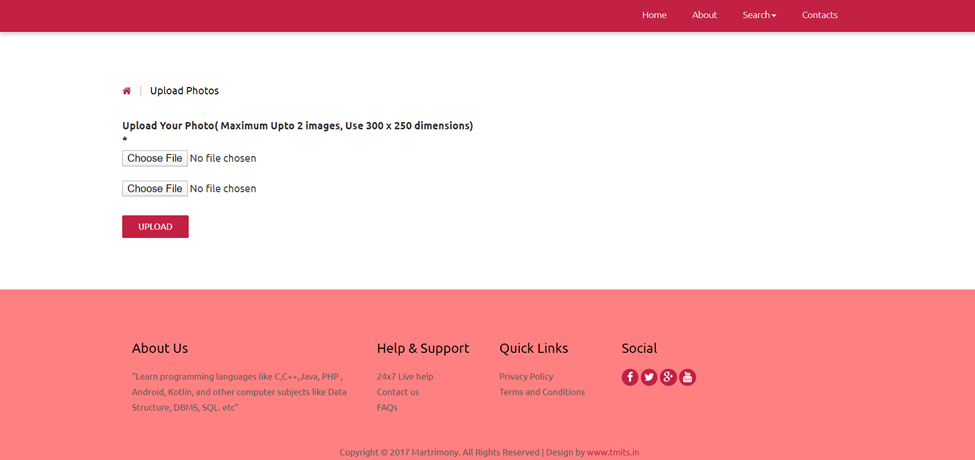 Home About Search Contacts
| Upload Photos
Upload Your Photo( Maximum Upto 2 images, Use 300 x 250 dimensions)
*
Choose File No file chosen
Choose File No file chosen
UPLOAD
About Us
"Learn programming languages like C,C++,Java, PHP ,
Android, Kotlin, and other computer subjects like Data
Structure, DBMS, SQL. etc"
Help & Support
24x7 Live help
Contact us
FAQs
Quick Links
Privacy Policy
Terms and Conditions
Social
Copyright © 2017 Martrimony. All Rights Reserved | Design by www.tmits.in